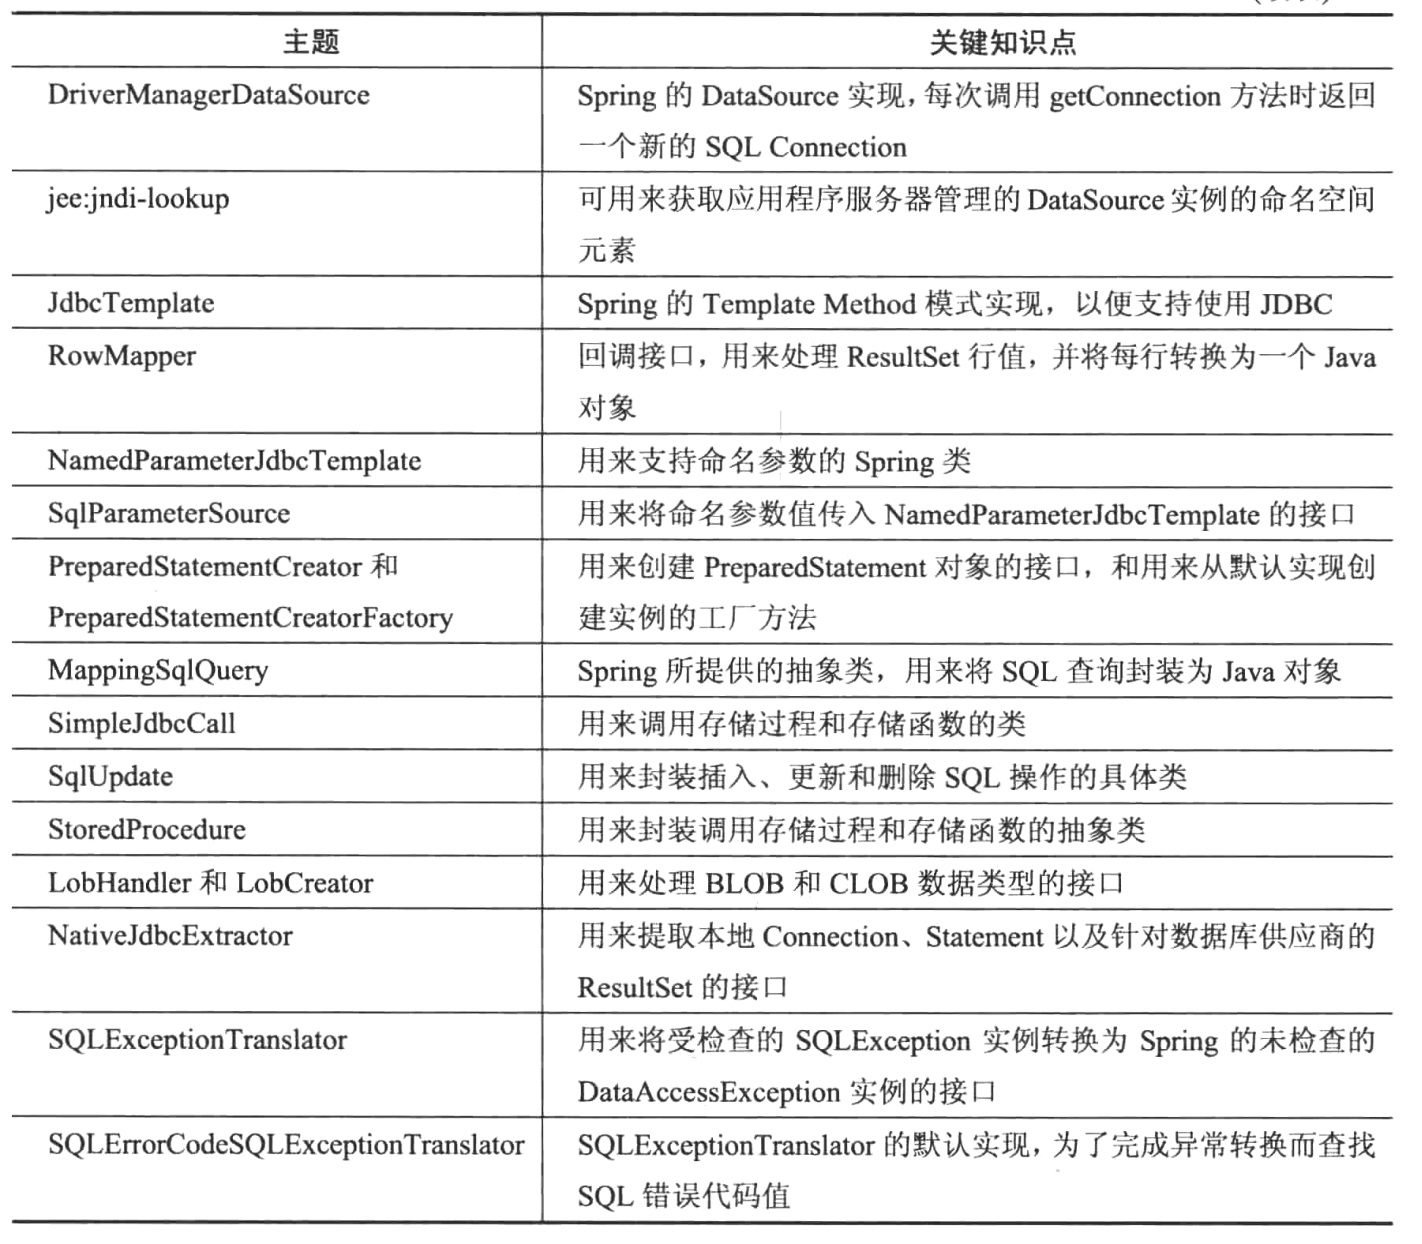 主题 关键知识点
DriverManagerDataSource Spring 的 DataSource 实现，每次调用 getConnection 方法时返回
一个新的 SQL Connection
jee:jndi-lookup 可用来获取应用程序服务器管理的 DataSource 实例的命名空间
元素
JdbcTemplate Spring 的 Template Method 模式实现，以便支持使用 JDBC
RowMapper 回调接口，用来处理 ResultSet 行值，并将每行转换为一个 Java
对象
NamedParameterJdbcTemplate 用来支持命名参数的 Spring 类
SqlParameterSource 用来将命名参数值传入 NamedParameterJdbcTemplate 的接口
PreparedStatementCreator 和 用来创建 PreparedStatement 对象的接口，和用来从默认实现创
PreparedStatementCreatorFactory 建实例的工厂方法
MappingSqlQuery Spring 所提供的抽象类，用来将 SQL 查询封装为 Java 对象
SimpleJdbcCall 用来调用存储过程和存储函数的类
SqlUpdate 用来封装插入、更新和删除 SQL 操作的具体类
StoredProcedure 用来封装调用存储过程和存储函数的抽象类
LobHandler 和 LobCreator 用来处理 BLOB 和 CLOB 数据类型的接口
NativeJdbcExtractor 用来提取本地 Connection、Statement 以及针对数据库供应商的
ResultSet 的接口
SQLExceptionTranslator 用来将受检查的 SQLException 实例转换为 Spring 的未检查的
DataAccessException 实例的接口
SQLErrorCodeSQLExceptionTranslator SQLExceptionTranslator 的默认实现，为了完成异常转换而查找
SQL 错误代码值